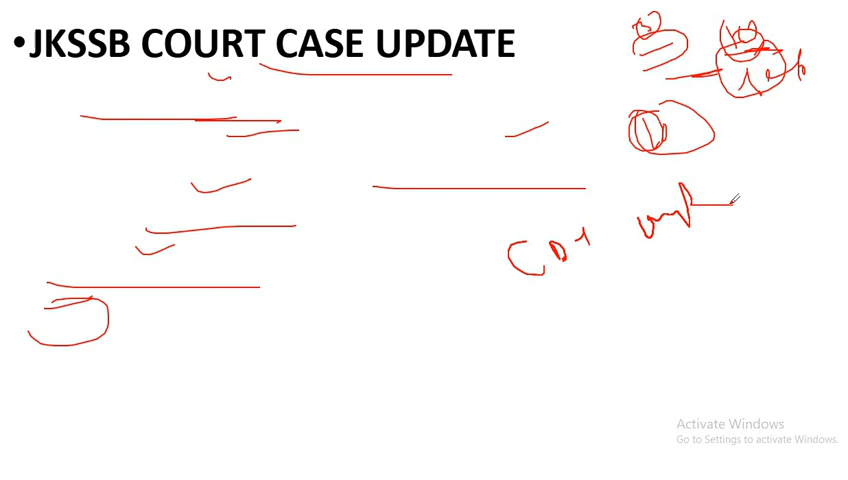 •JKSSB COURT CASE UPDATE
Activate Windows
Go to Settings to activate Windows.